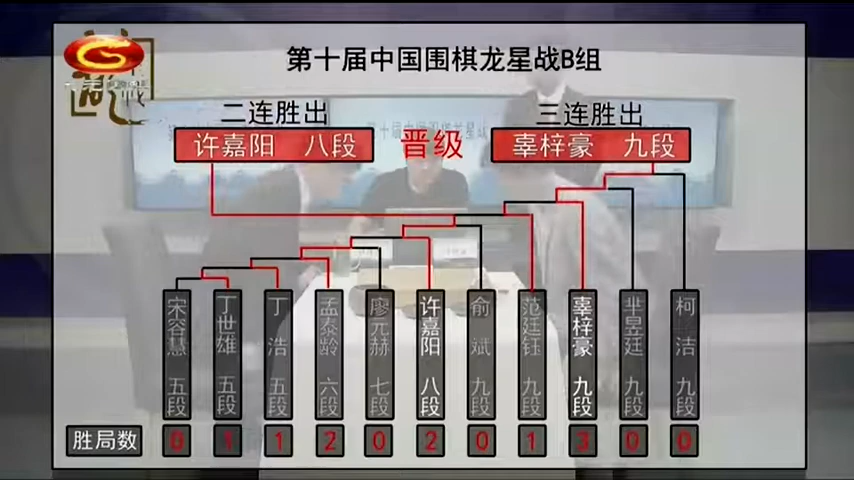 第十届中国围棋龙星战B组
二连胜出
三连胜出
许嘉阳 八段
晋级
辜梓豪 九段
宋容慧 五段
丁世雄 五段
丁浩 五段
孟泰龄 六段
廖元赫 七段
许嘉阳 八段
俞斌 九段
范廷钰 九段
辜梓豪 九段
芈昱廷 九段
柯洁 九段
胜局数 0 1 1 2 0 2 0 1 3 0 0